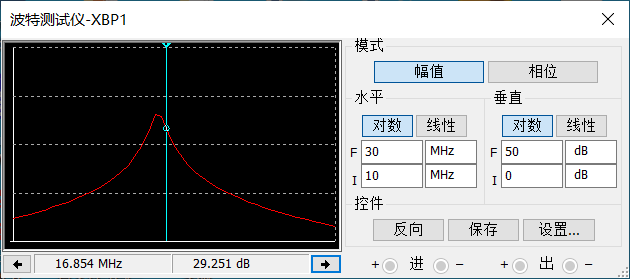 波特测试仪-XBP1
模式
幅值 相位
水平 垂直
对数 线性 对数 线性
F 30 MHz F 50 dB
I 10 MHz I 0 dB
控件
反向 保存 设置...
16.854 MHz 29.251 dB
+ 进 − + 出 −